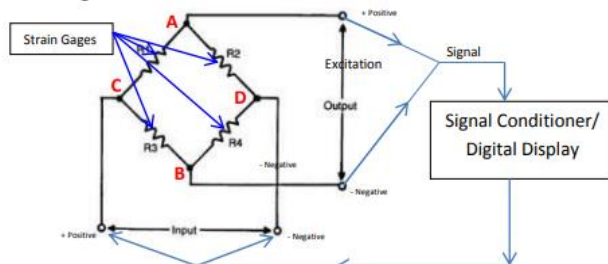 A
+ Positive
Strain Gages
R1
R2
Signal
Excitation
C
D
Output
Signal Conditioner/
Digital Display
R3
R4
- Negative
B
- Negative
+ Positive
Input
- Negative